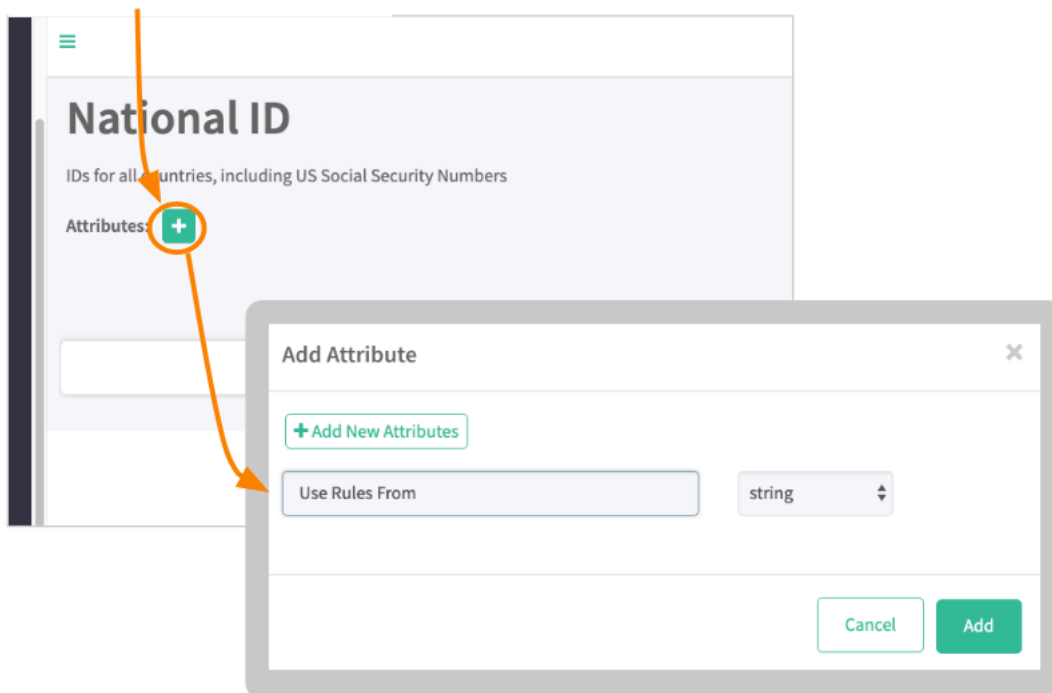 National ID
IDs for all countries, including US Social Security Numbers
Attributes:
Add Attribute
Add New Attributes
Use Rules From
string
Cancel
Add